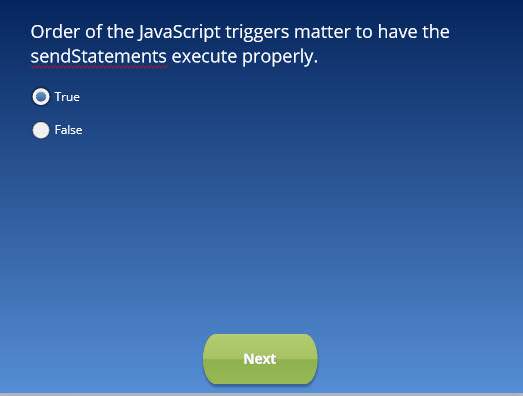 Order of the JavaScript triggers matter to have the
sendStatements execute properly.
True
False
Next